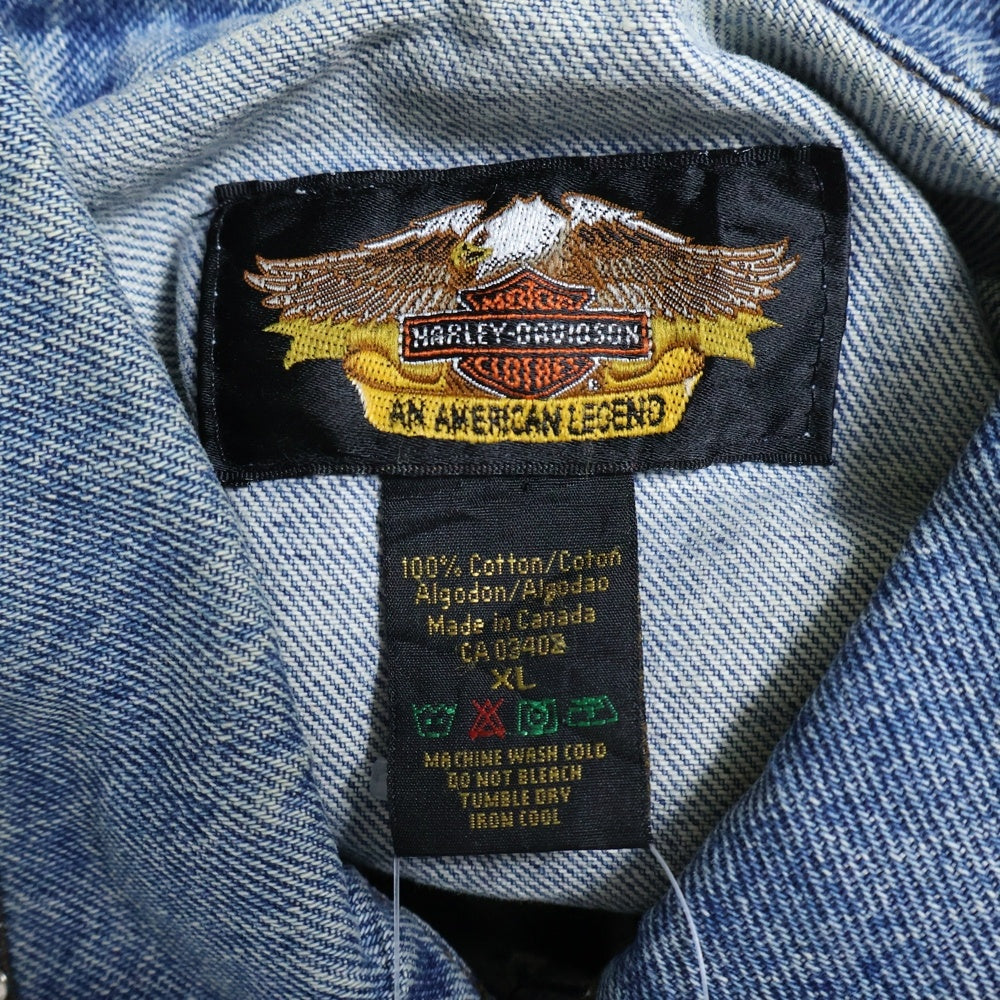 MOTOR
HARLEY-DAVIDSON
CLOTHES
®
AN AMERICAN LEGEND
100% Cotton/Coton
Algodon/Algodao
Made in Canada
CA 03402
XL
MACHINE WASH COLD
DO NOT BLEACH
TUMBLE DRY
IRON COOL